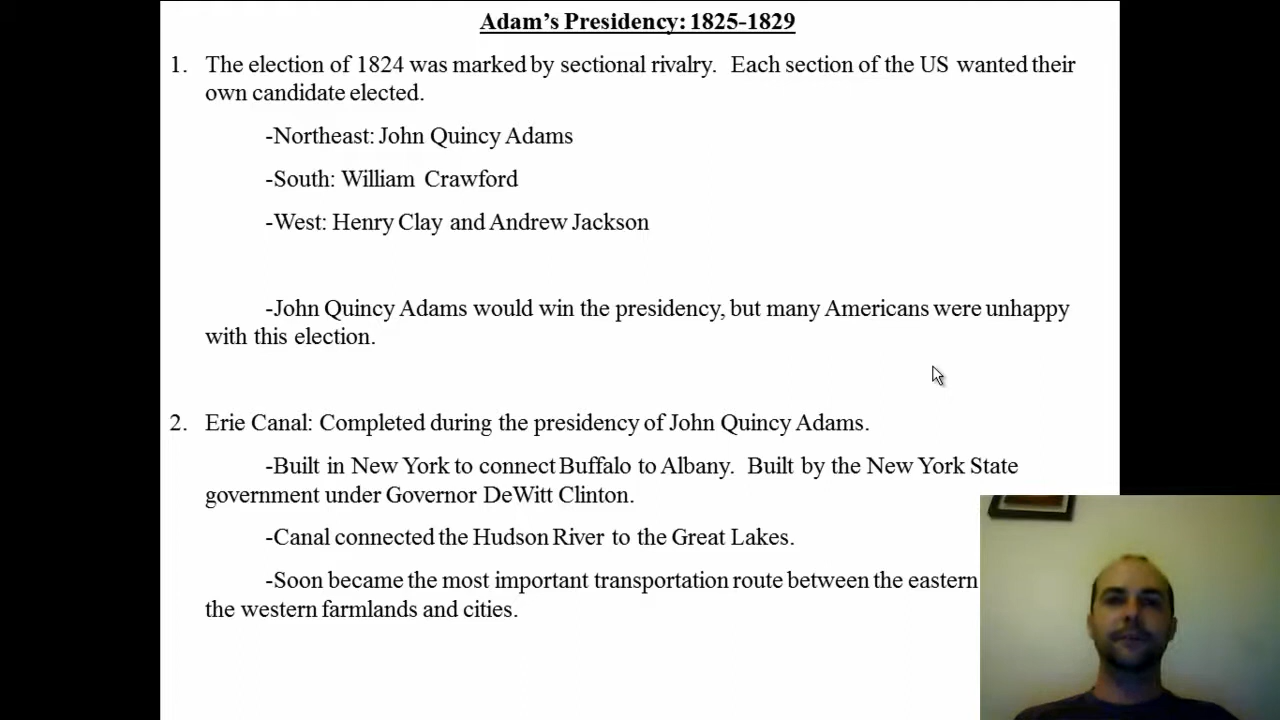 Adam's Presidency: 1825-1829
1. The election of 1824 was marked by sectional rivalry. Each section of the US wanted their
own candidate elected.
-Northeast: John Quincy Adams
-South: William Crawford
-West: Henry Clay and Andrew Jackson
-John Quincy Adams would win the presidency, but many Americans were unhappy
with this election.
2. Erie Canal: Completed during the presidency of John Quincy Adams.
-Built in New York to connect Buffalo to Albany. Built by the New York State
government under Governor DeWitt Clinton.
-Canal connected the Hudson River to the Great Lakes.
-Soon became the most important transportation route between the eastern
the western farmlands and cities.